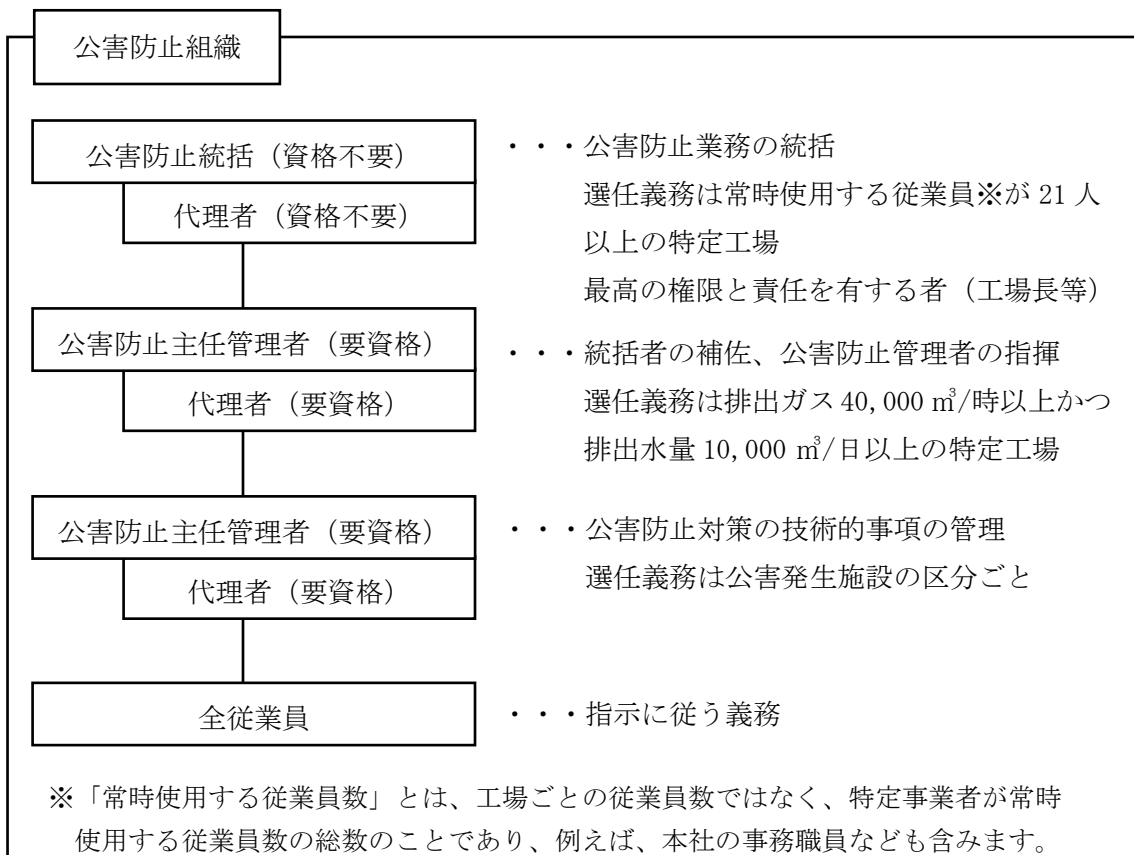 公害防止組織
公害防止統括（資格不要）
代理者（資格不要）
・・・公害防止業務の統括
選任義務は常時使用する従業員※が 21 人
以上の特定工場
最高の権限と責任を有する者（工場長等）
公害防止主任管理者（要資格）
代理者（要資格）
・・・統括者の補佐、公害防止管理者の指揮
選任義務は排出ガス 40,000 ㎥/時以上かつ
排出水量 10,000 ㎥/日以上の特定工場
公害防止主任管理者（要資格）
代理者（要資格）
・・・公害防止対策の技術的事項の管理
選任義務は公害発生施設の区分ごと
全従業員
・・・指示に従う義務
※「常時使用する従業員数」とは、工場ごとの従業員数ではなく、特定事業者が常時
使用する従業員数の総数のことであり、例えば、本社の事務職員なども含みます。